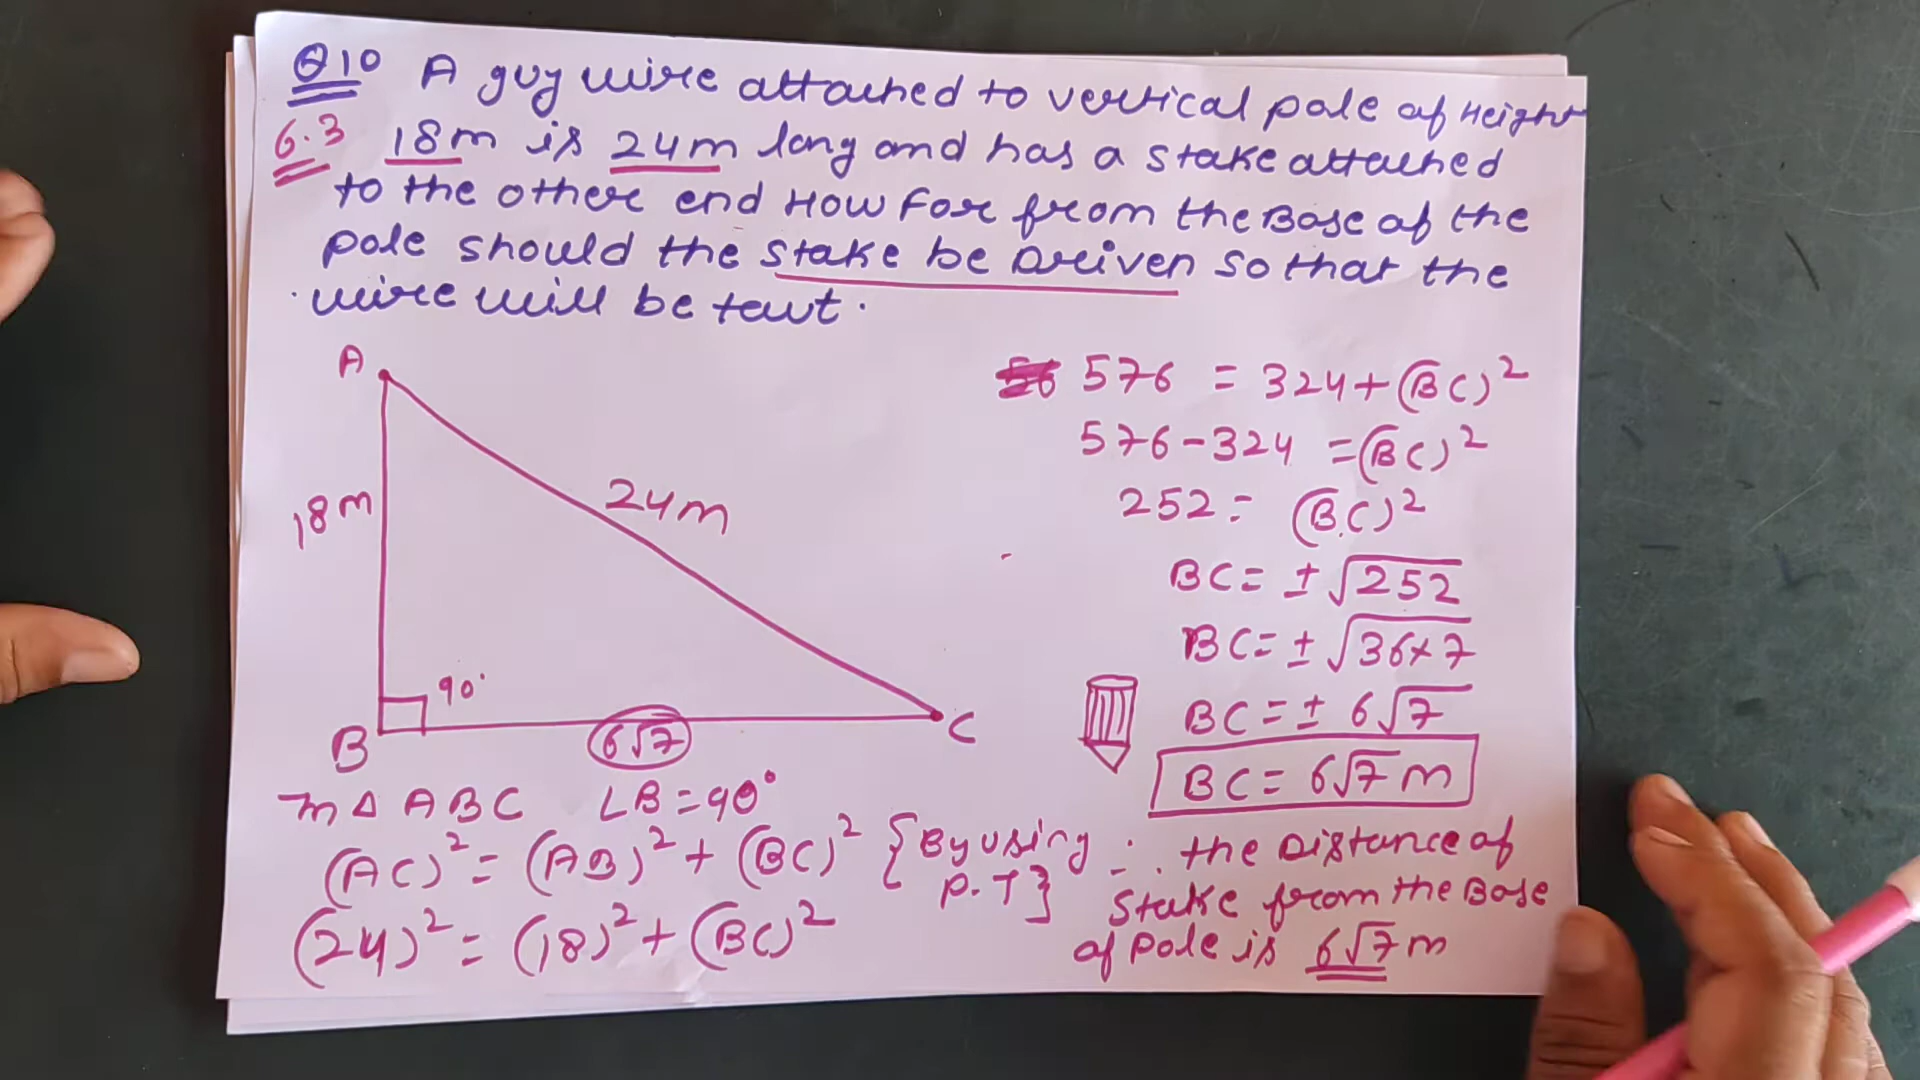 Q10 A guy wire attached to vertical pole of Height
6.3 18m is 24m long and has a stake attached
to the other end How For from the Base of the
pole should the stake be Driven so that the
wire will be taut.
A
18m
24m
90°
B
6√7
C
In Δ ABC ∠B=90°
(AC)² = (AB)² + (BC)² {By using
P.T}
(24)² = (18)² + (BC)²
576 = 324+(BC)²
576-324 =(BC)²
252= (BC)²
BC= ±√252
BC= ±√36×7
BC=± 6√7
BC= 6√7 m
∴ the Distance of
stake from the Base
of pole is 6√7 m